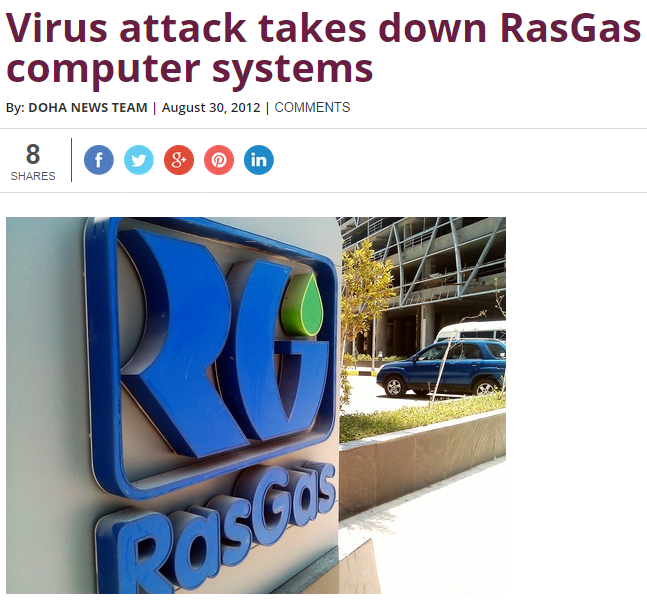 Virus attack takes down RasGas
computer systems
By: DOHA NEWS TEAM | August 30, 2012 | COMMENTS
8
SHARES
f g+ in
RG
RasGas